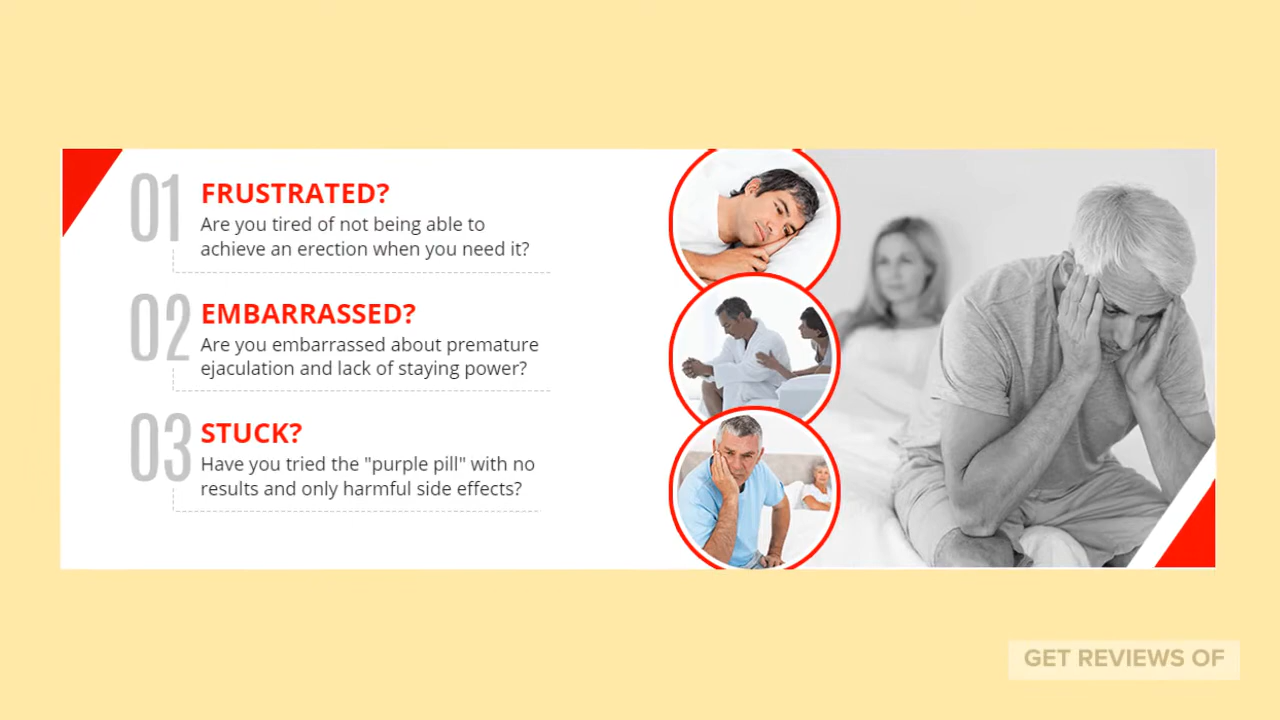 01
FRUSTRATED?
Are you tired of not being able to
achieve an erection when you need it?
02
EMBARRASSED?
Are you embarrassed about premature
ejaculation and lack of staying power?
03
STUCK?
Have you tried the "purple pill" with no
results and only harmful side effects?
GET REVIEWS OF